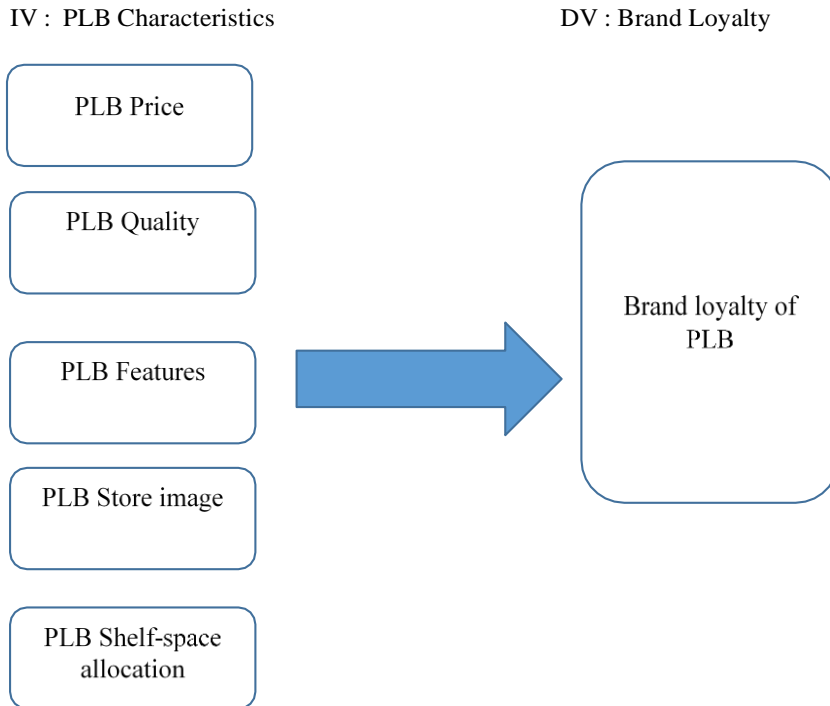 IV : PLB Characteristics
DV : Brand Loyalty
PLB Price
PLB Quality
PLB Features
PLB Store image
PLB Shelf-space
allocation
Brand loyalty of
PLB